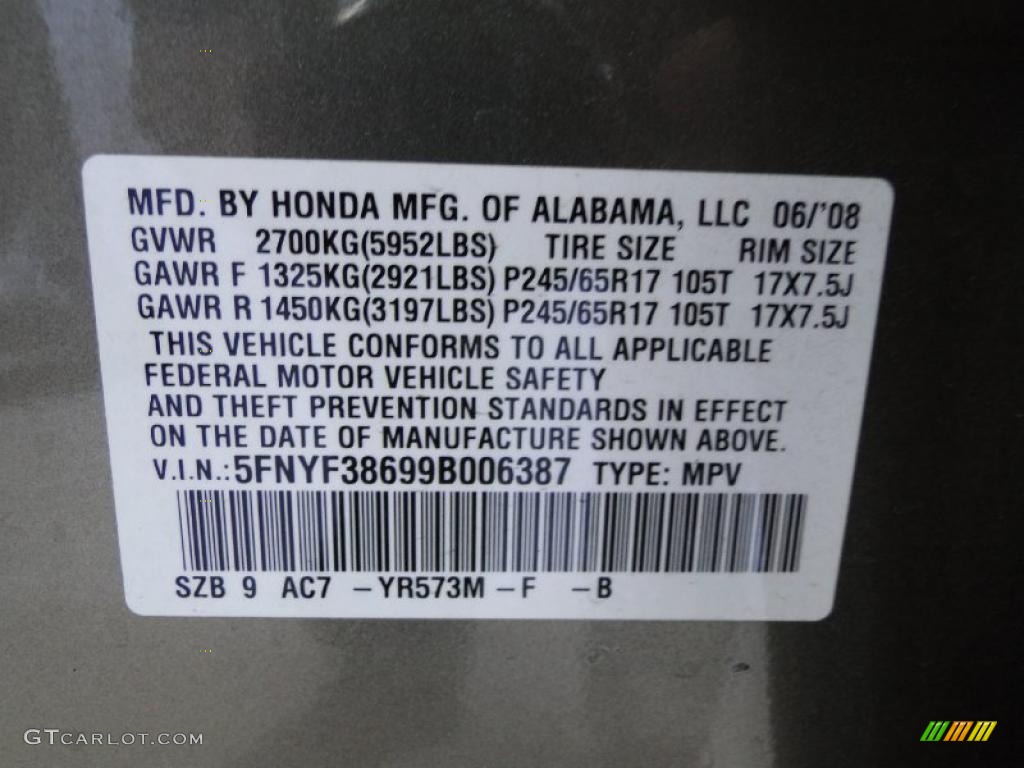 MFD. BY HONDA MFG. OF ALABAMA, LLC 06/'08
GVWR 2700KG(5952LBS) TIRE SIZE RIM SIZE
GAWR F 1325KG(2921LBS) P245/65R17 105T 17X7.5J
GAWR R 1450KG(3197LBS) P245/65R17 105T 17X7.5J
THIS VEHICLE CONFORMS TO ALL APPLICABLE
FEDERAL MOTOR VEHICLE SAFETY
AND THEFT PREVENTION STANDARDS IN EFFECT
ON THE DATE OF MANUFACTURE SHOWN ABOVE.
V.I.N.: 5FNYF38699B006387 TYPE: MPV
SZB 9 AC7 –YR573M –F –B
GTCARLOT.COM